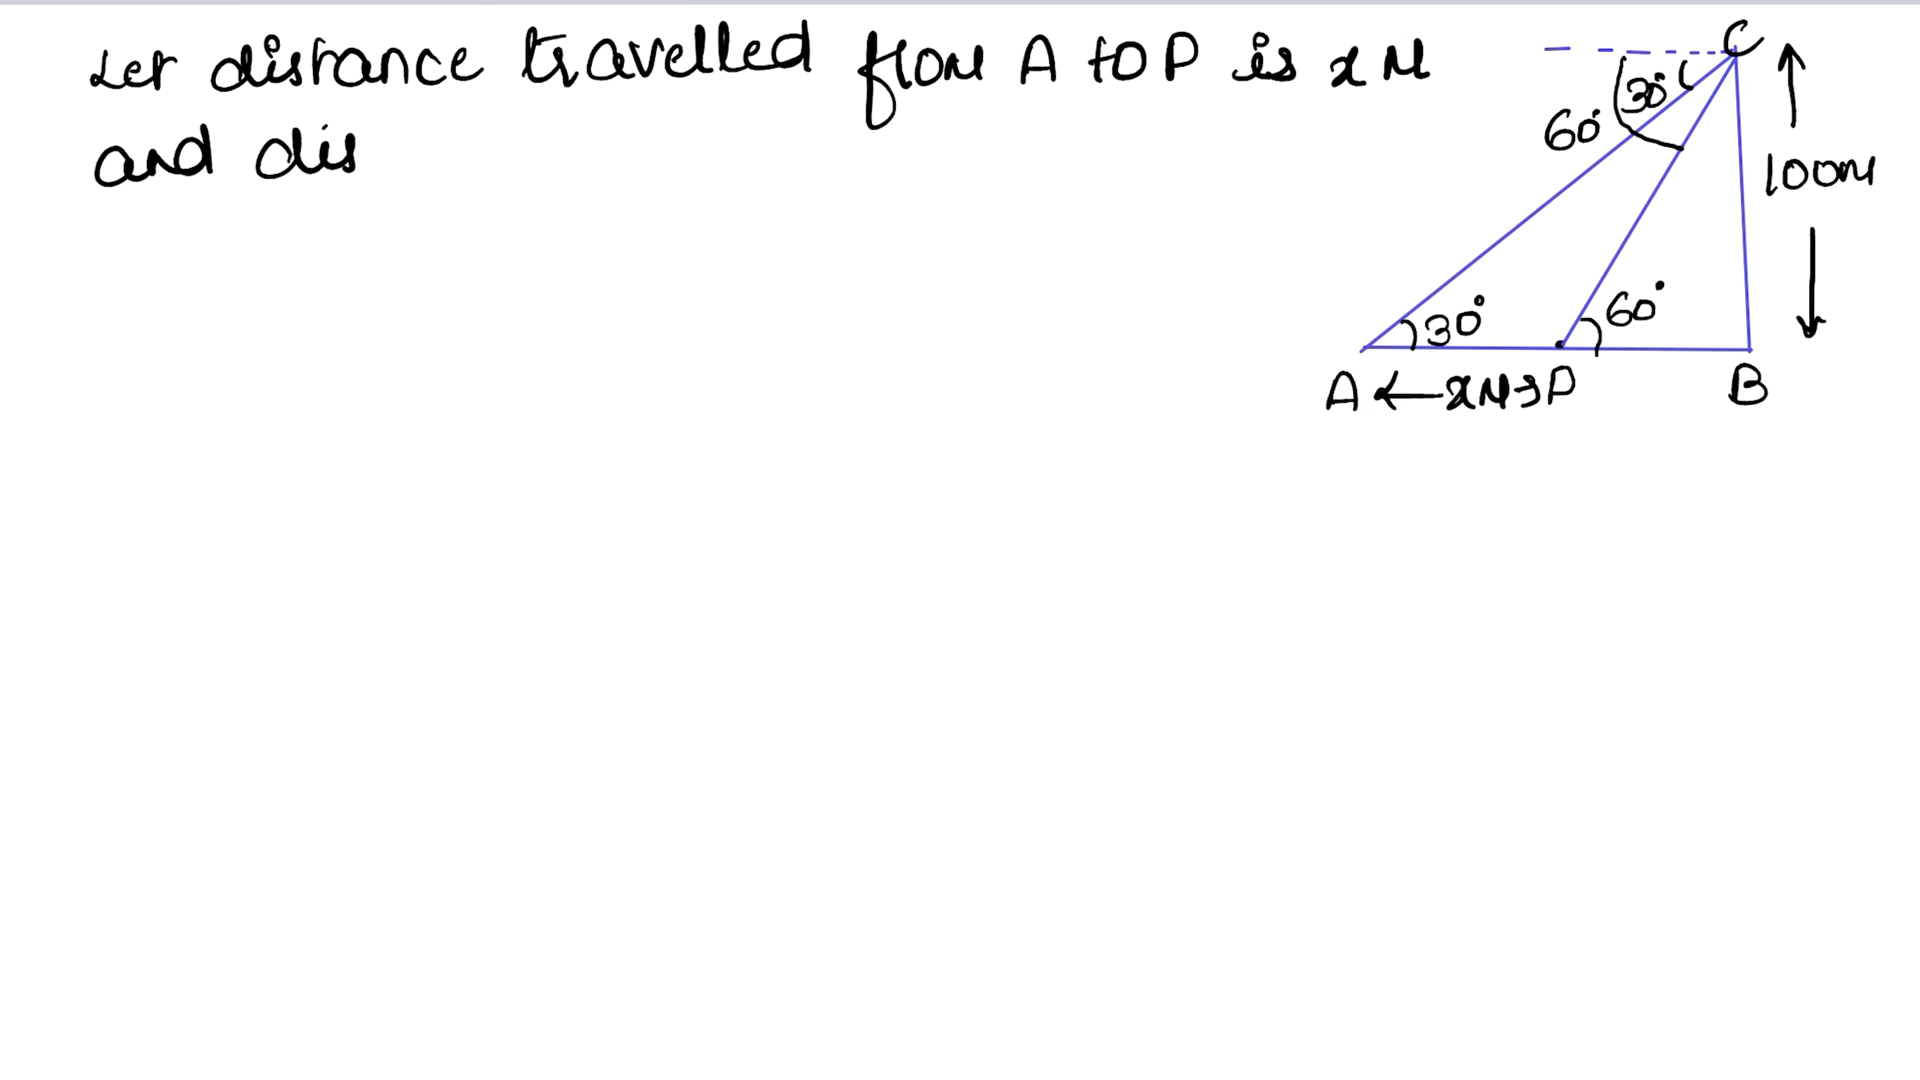 Let distance travelled from A to P is x m
and dis
C
30°
60°
100m
30°
60°
A ← x m → P
B